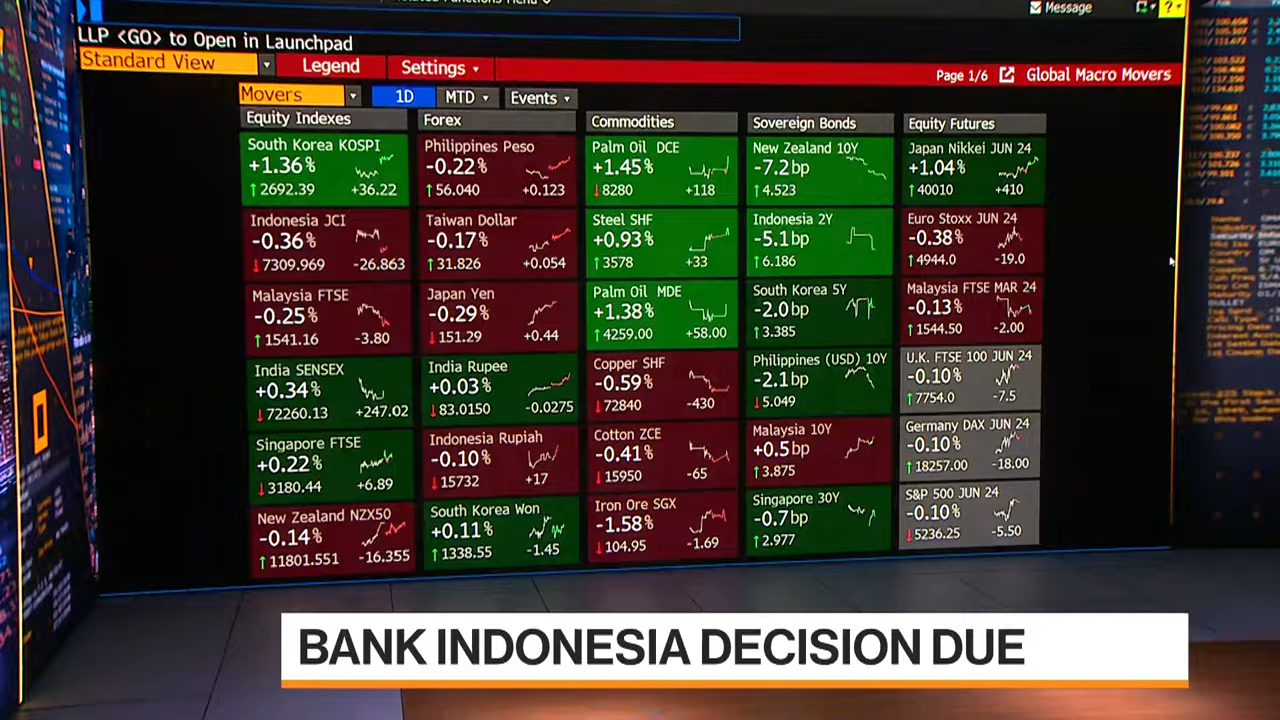 Message
?
LLP <GO> to Open in Launchpad
Standard View
Legend
Settings
Page 1/6
Global Macro Movers
Movers
1D
MTD
Events
Equity Indexes
South Korea KOSPI
+1.36%
↑2692.39 +36.22
Indonesia JCI
-0.36%
↓7309.969 -26.863
Malaysia FTSE
-0.25%
↑1541.16 -3.80
India SENSEX
+0.34%
↓72260.13 +247.02
Singapore FTSE
+0.22%
↓3180.44 +6.89
New Zealand NZX50
-0.14%
↑11801.551 -16.355
Forex
Philippines Peso
-0.22%
↑56.040 +0.123
Taiwan Dollar
-0.17%
↑31.826 +0.054
Japan Yen
-0.29%
↓151.29 +0.44
India Rupee
+0.03%
↓83.0150 -0.0275
Indonesia Rupiah
-0.10%
↓15732 +17
South Korea Won
+0.11%
↑1338.55 -1.45
Commodities
Palm Oil DCE
+1.45%
↓8280 +118
Steel SHF
+0.93%
↑3578 +33
Palm Oil MDE
+1.38%
↑4259.00 +58.00
Copper SHF
-0.59%
↓72840 -430
Cotton ZCE
-0.41%
↓15950 -65
Iron Ore SGX
-1.58%
↓104.95 -1.69
Sovereign Bonds
New Zealand 10Y
-7.2bp
↑4.523
Indonesia 2Y
-5.1bp
↑6.186
South Korea 5Y
-2.0bp
↑3.385
Philippines (USD) 10Y
-2.1bp
↓5.049
Malaysia 10Y
+0.5bp
↑3.875
Singapore 30Y
-0.7bp
↑2.977
Equity Futures
Japan Nikkei JUN 24
+1.04%
↑40010 +410
Euro Stoxx JUN 24
-0.38%
↑4944.0 -19.0
Malaysia FTSE MAR 24
-0.13%
↑1544.50 -2.00
U.K. FTSE 100 JUN 24
-0.10%
↑7754.0 -7.5
Germany DAX JUN 24
-0.10%
↑18257.00 -18.00
S&P 500 JUN 24
-0.10%
↓5236.25 -5.50
BANK INDONESIA DECISION DUE